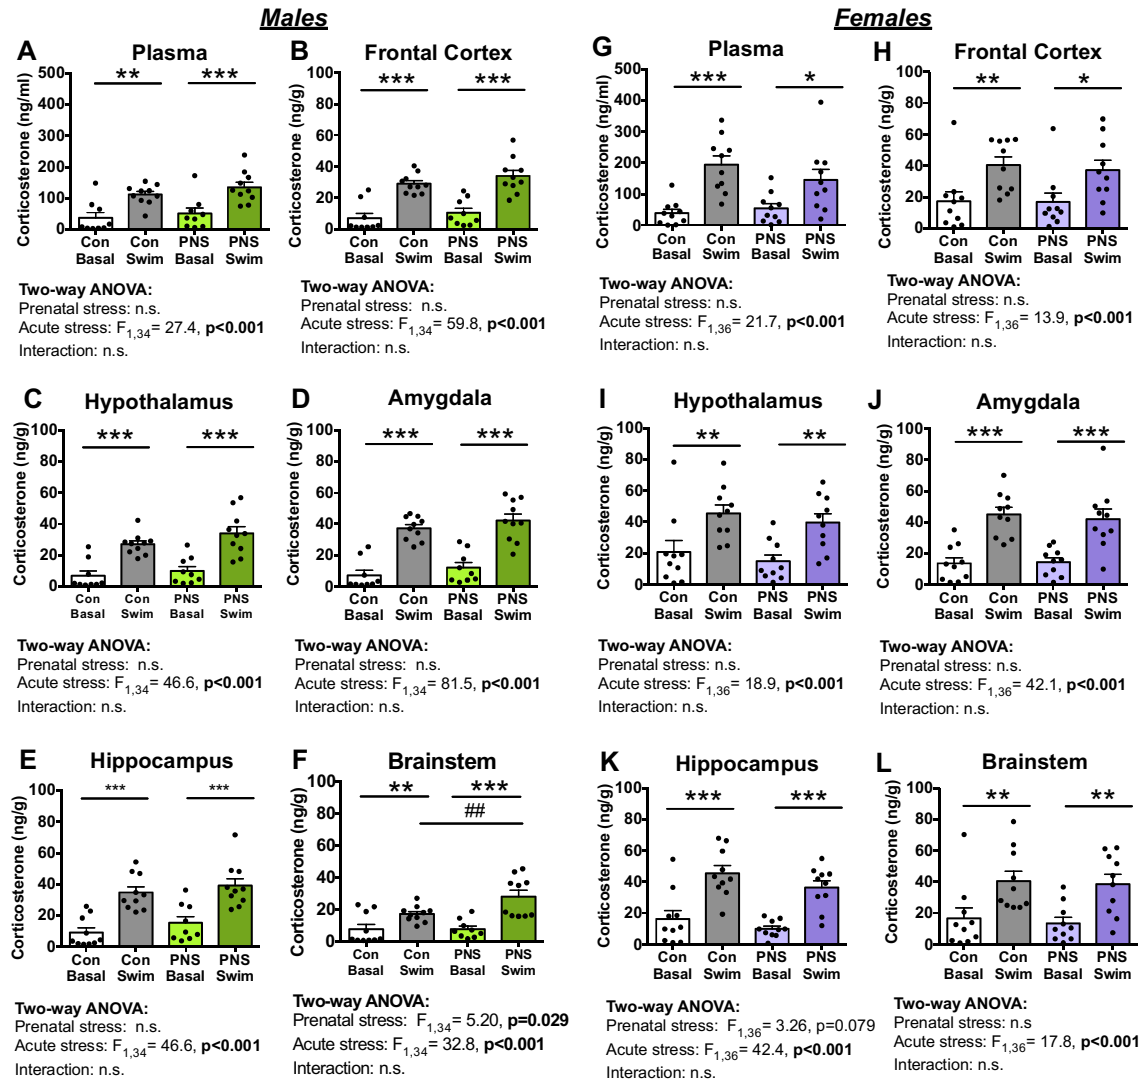 Males
Females
A
Plasma
Corticosterone (ng/ml)
500
400
300
200
100
0
**
***
Con Basal
Con Swim
PNS Basal
PNS Swim
Two-way ANOVA:
Prenatal stress: n.s.
Acute stress: F1,34= 27.4, p<0.001
Interaction: n.s.
B
Frontal Cortex
Corticosterone (ng/g)
100
80
60
40
20
0
***
***
Con Basal
Con Swim
PNS Basal
PNS Swim
Two-way ANOVA:
Prenatal stress: n.s.
Acute stress: F1,34= 59.8, p<0.001
Interaction: n.s.
G
Plasma
Corticosterone (ng/ml)
500
400
300
200
100
0
***
*
Con Basal
Con Swim
PNS Basal
PNS Swim
Two-way ANOVA:
Prenatal stress: n.s.
Acute stress: F1,36= 21.7, p<0.001
Interaction: n.s.
H
Frontal Cortex
Corticosterone (ng/g)
100
80
60
40
20
0
**
*
Con Basal
Con Swim
PNS Basal
PNS Swim
Two-way ANOVA:
Prenatal stress: n.s.
Acute stress: F1,36= 13.9, p<0.001
Interaction: n.s.
C
Hypothalamus
Corticosterone (ng/g)
100
80
60
40
20
0
***
***
Con Basal
Con Swim
PNS Basal
PNS Swim
Two-way ANOVA:
Prenatal stress: n.s.
Acute stress: F1,34= 46.6, p<0.001
Interaction: n.s.
D
Amygdala
Corticosterone (ng/g)
100
80
60
40
20
0
***
***
Con Basal
Con Swim
PNS Basal
PNS Swim
Two-way ANOVA:
Prenatal stress: n.s.
Acute stress: F1,34= 81.5, p<0.001
Interaction: n.s.
I
Hypothalamus
Corticosterone (ng/g)
100
80
60
40
20
0
**
**
Con Basal
Con Swim
PNS Basal
PNS Swim
Two-way ANOVA:
Prenatal stress: n.s.
Acute stress: F1,36= 18.9, p<0.001
Interaction: n.s.
J
Amygdala
Corticosterone (ng/g)
100
80
60
40
20
0
***
***
Con Basal
Con Swim
PNS Basal
PNS Swim
Two-way ANOVA:
Prenatal stress: n.s.
Acute stress: F1,36= 42.1, p<0.001
Interaction: n.s.
E
Hippocampus
Corticosterone (ng/g)
100
80
60
40
20
0
***
***
Con Basal
Con Swim
PNS Basal
PNS Swim
Two-way ANOVA:
Prenatal stress: n.s.
Acute stress: F1,34= 46.6, p<0.001
Interaction: n.s.
F
Brainstem
Corticosterone (ng/g)
100
80
60
40
20
0
**
***
##
Con Basal
Con Swim
PNS Basal
PNS Swim
Two-way ANOVA:
Prenatal stress: F1,34= 5.20, p=0.029
Acute stress: F1,34= 32.8, p<0.001
Interaction: n.s.
K
Hippocampus
Corticosterone (ng/g)
100
80
60
40
20
0
***
***
Con Basal
Con Swim
PNS Basal
PNS Swim
Two-way ANOVA:
Prenatal stress: F1,36= 3.26, p=0.079
Acute stress: F1,36= 42.4, p<0.001
Interaction: n.s.
L
Brainstem
Corticosterone (ng/g)
100
80
60
40
20
0
**
**
Con Basal
Con Swim
PNS Basal
PNS Swim
Two-way ANOVA:
Prenatal stress: n.s
Acute stress: F1,36= 17.8, p<0.001
Interaction: n.s.